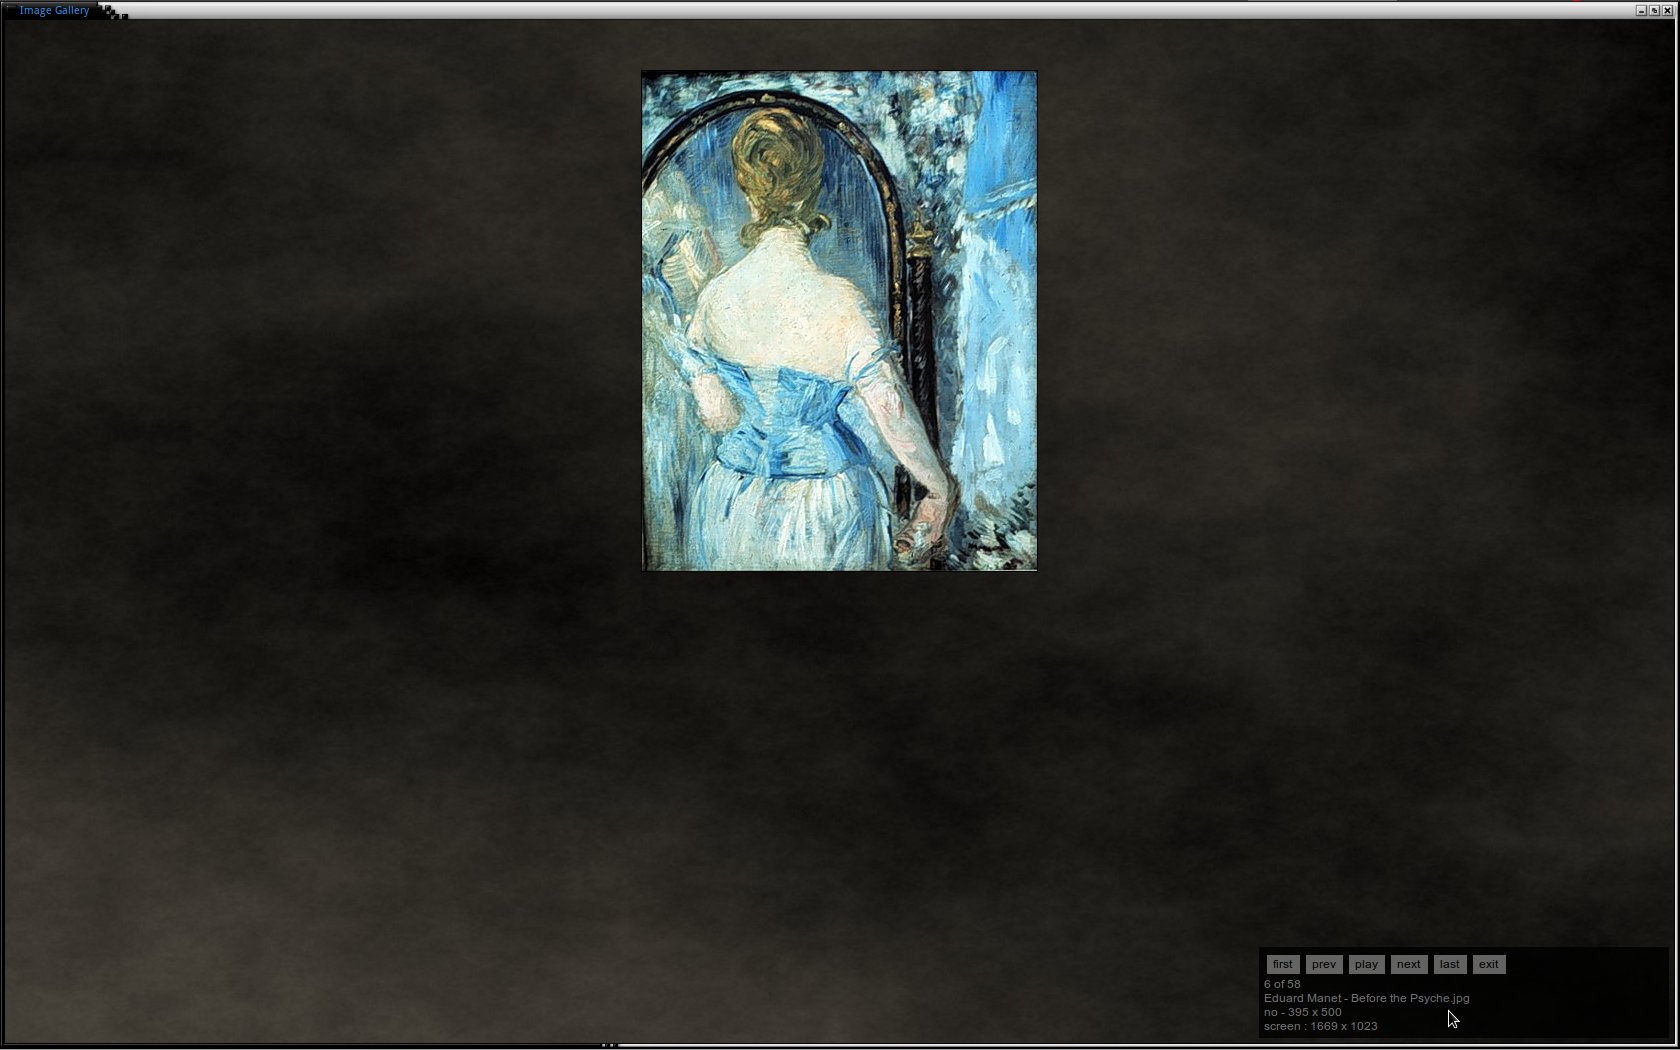 Image Gallery
first prev play next last exit
6 of 58
Eduard Manet - Before the Psyche.jpg
no - 395 x 500
screen : 1669 x 1023